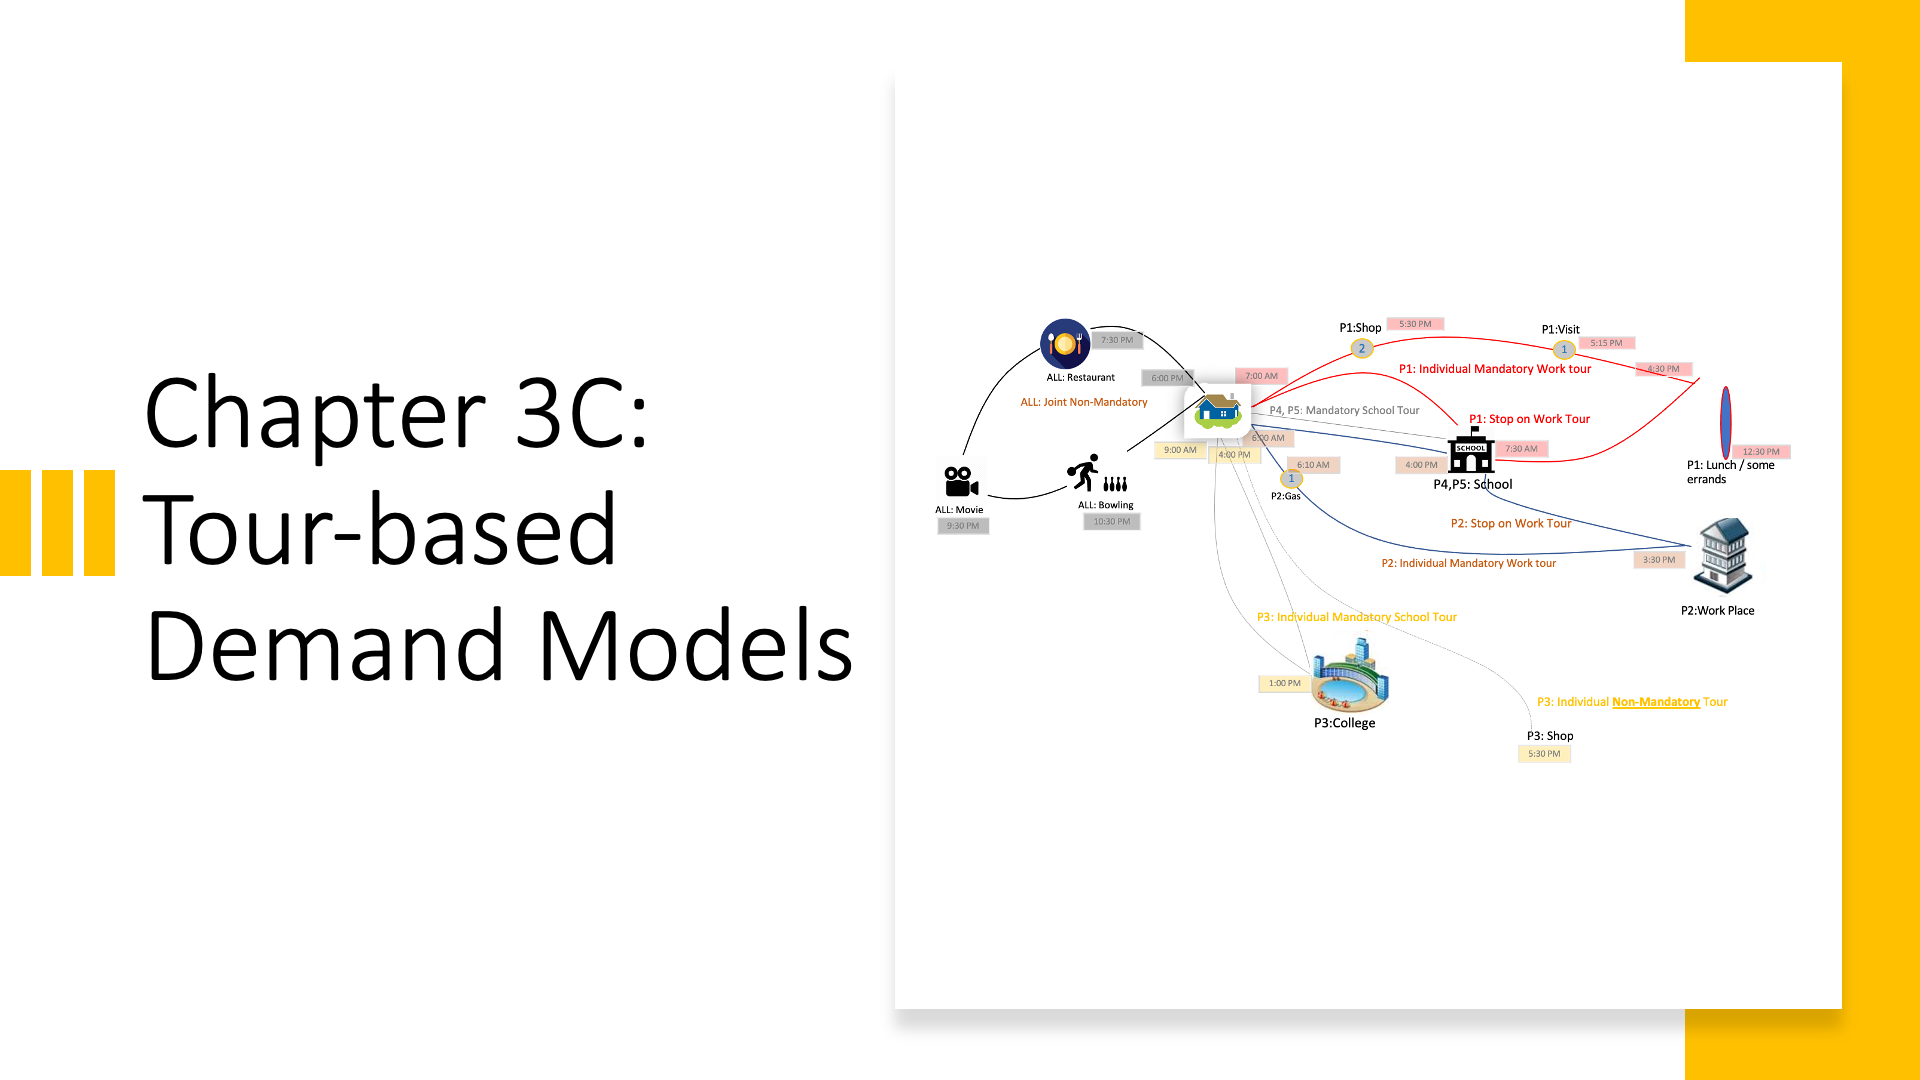 Chapter 3C:
Tour-based
Demand Models
7:30 PM
ALL: Restaurant
6:00 PM
ALL: Joint Non-Mandatory
ALL: Movie
9:30 PM
ALL: Bowling
10:30 PM
7:00 AM
P1:Shop
5:30 PM
2
P1:Visit
5:15 PM
1
4:30 PM
P1: Individual Mandatory Work tour
P4, P5: Mandatory School Tour
P1: Stop on Work Tour
6:00 AM
9:00 AM
4:00 PM
6:10 AM
1
P2:Gas
4:00 PM
SCHOOL
7:30 AM
P4,P5: School
12:30 PM
P1: Lunch / some
errands
P2: Stop on Work Tour
P2: Individual Mandatory Work tour
3:30 PM
P2:Work Place
P3: Individual Mandatory School Tour
1:00 PM
P3:College
P3: Individual Non-Mandatory Tour
P3: Shop
5:30 PM